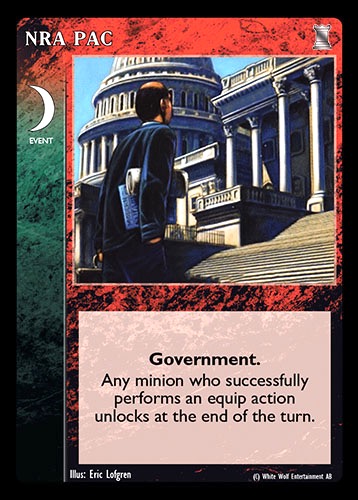 NRA PAC
EVENT
Government.
Any minion who successfully
performs an equip action
unlocks at the end of the turn.
Illus: Eric Lofgren
(C) White Wolf Entertainment AB